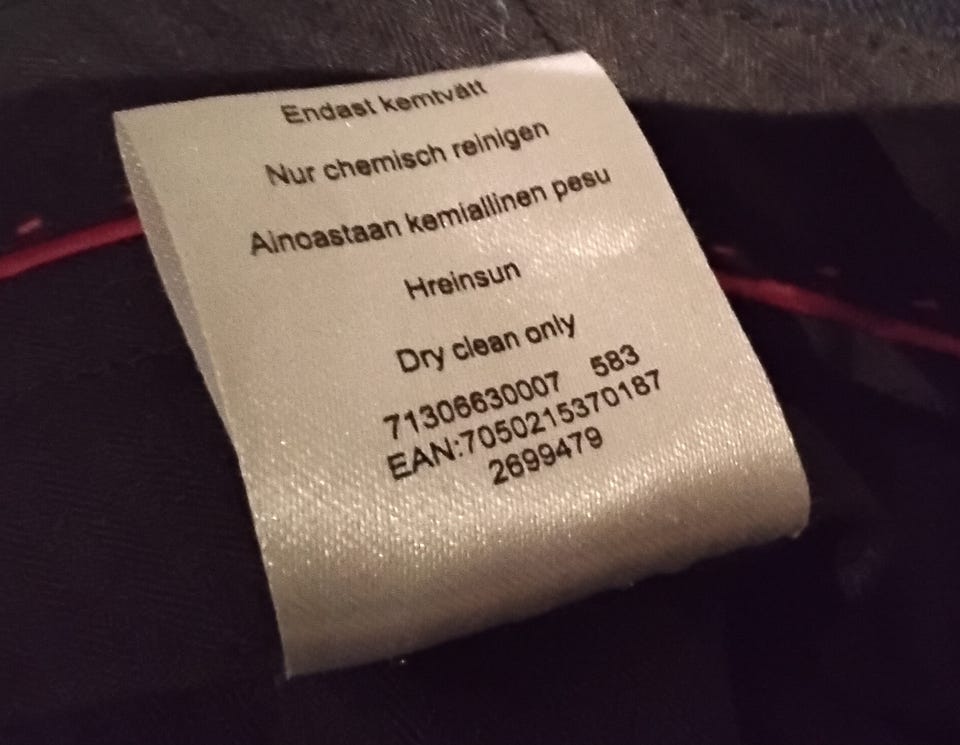 Endast kemtvätt
Nur chemisch reinigen
Ainoastaan kemiallinen pesu
Hreinsun
Dry clean only
71306630007 583
EAN:7050215370187
2699479